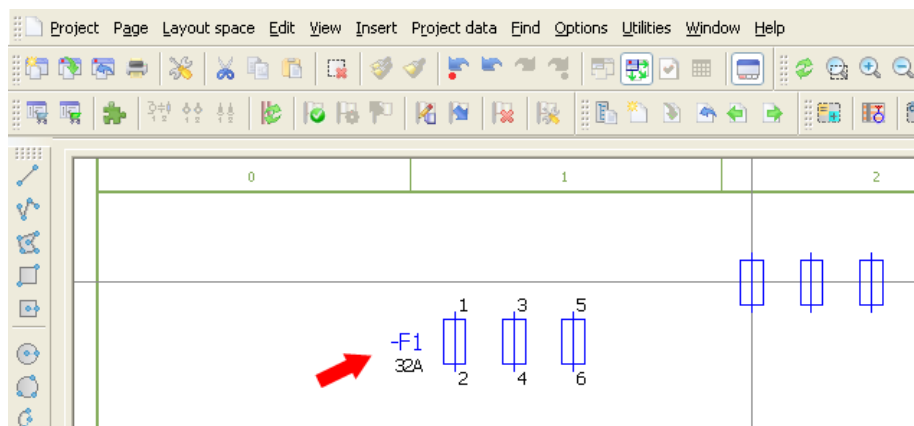 Project Page Layout space Edit View Insert Project data Find Options Utilities Window Help
0 1 2
1 3 5
-F1
32A
2 4 6